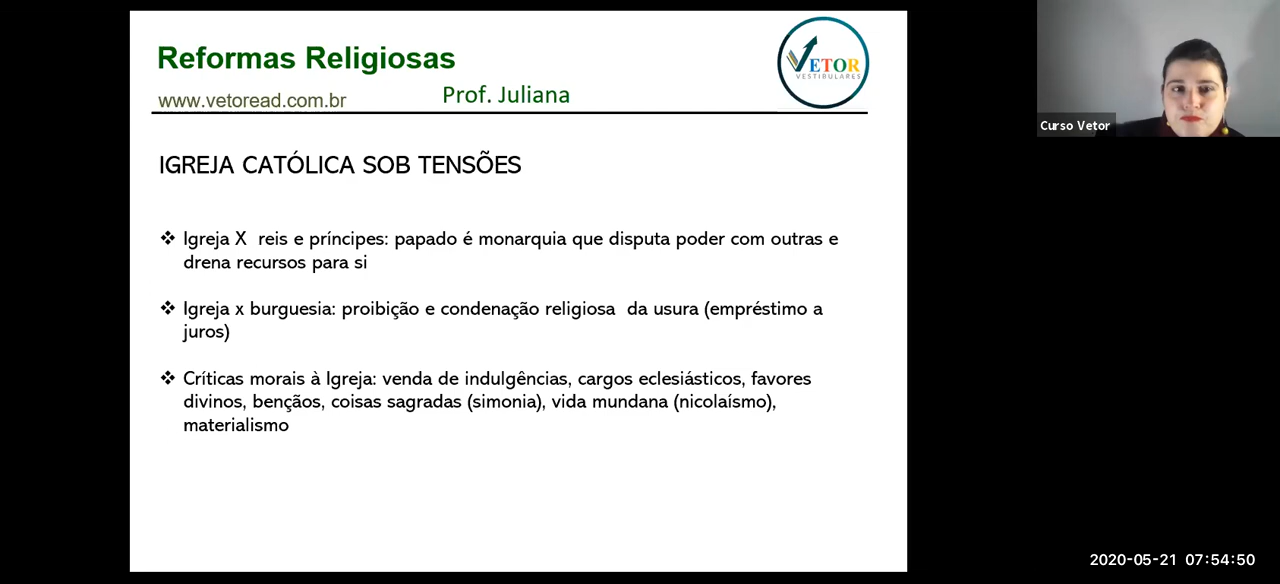 Reformas Religiosas
www.vetoread.com.br
Prof. Juliana
VETOR
VESTIBULARES
Curso Vetor
IGREJA CATÓLICA SOB TENSÕES
❖ Igreja X  reis e príncipes: papado é monarquia que disputa poder com outras e
drena recursos para si
❖ Igreja x burguesia: proibição e condenação religiosa  da usura (empréstimo a
juros)
❖ Críticas morais à Igreja: venda de indulgências, cargos eclesiásticos, favores
divinos, bençãos, coisas sagradas (simonia), vida mundana (nicolaísmo),
materialismo
2020-05-21 07:54:50